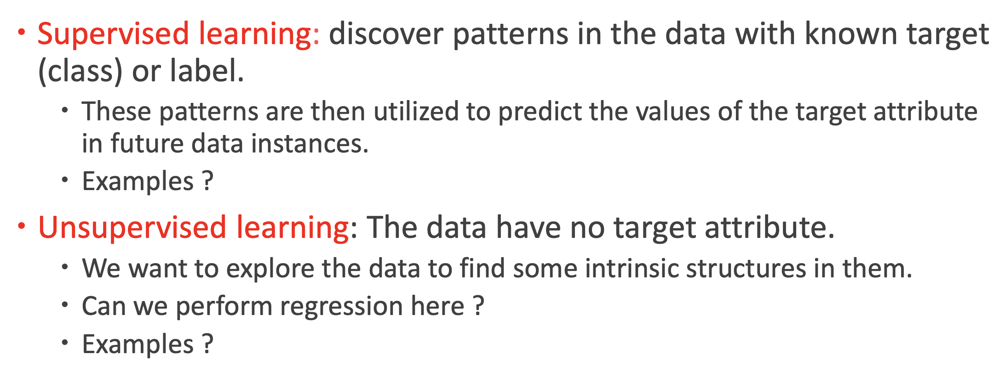 • Supervised learning: discover patterns in the data with known target
(class) or label.
• These patterns are then utilized to predict the values of the target attribute
in future data instances.
• Examples ?
• Unsupervised learning: The data have no target attribute.
• We want to explore the data to find some intrinsic structures in them.
• Can we perform regression here ?
• Examples ?